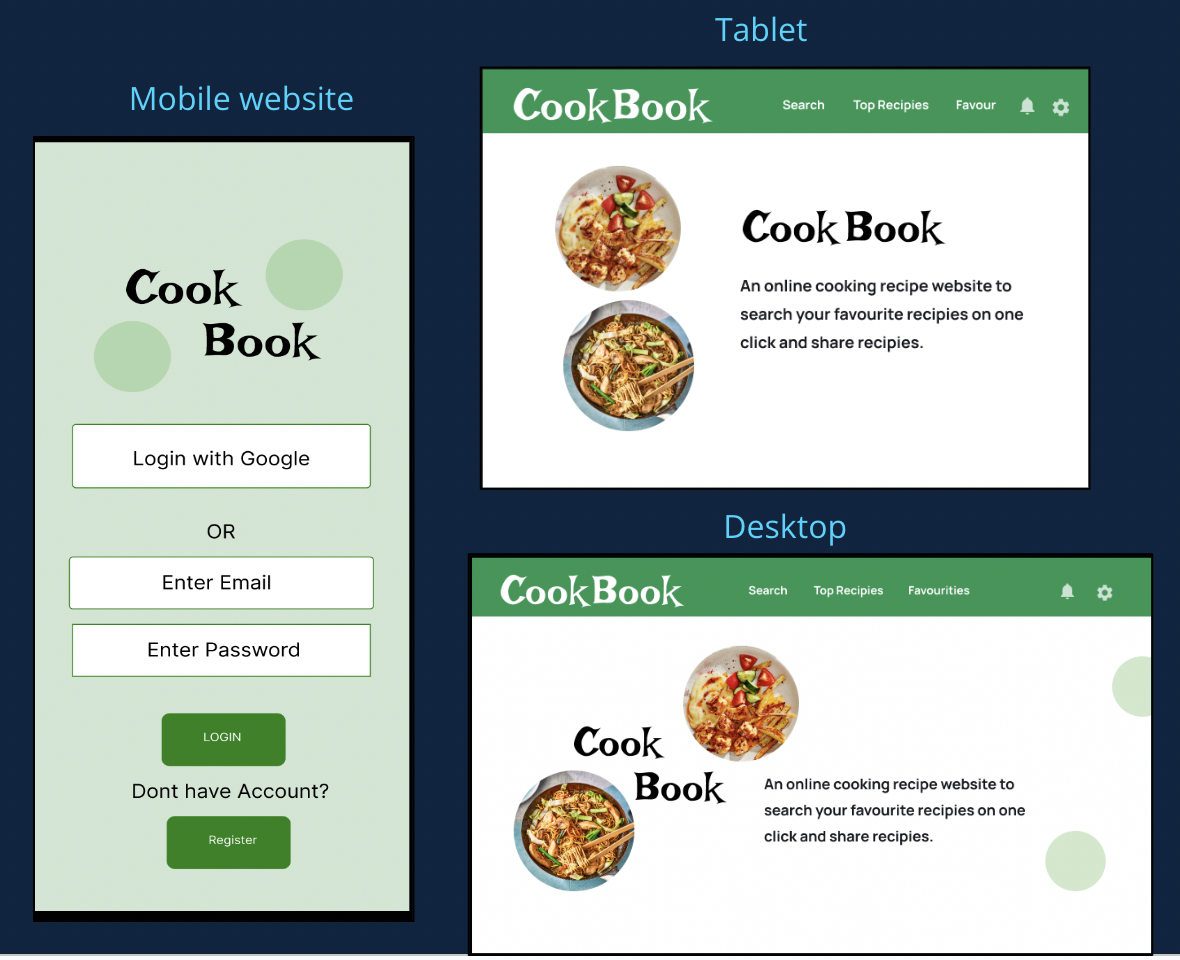 Mobile website
Cook
Book
Login with Google
OR
Enter Email
Enter Password
LOGIN
Dont have Account?
Register
Tablet
CookBook
Search
Top Recipies
Favour
Cook Book
An online cooking recipe website to
search your favourite recipies on one
click and share recipies.
Desktop
CookBook
Search
Top Recipies
Favourities
Cook
Book
An online cooking recipe website to
search your favourite recipies on one
click and share recipies.